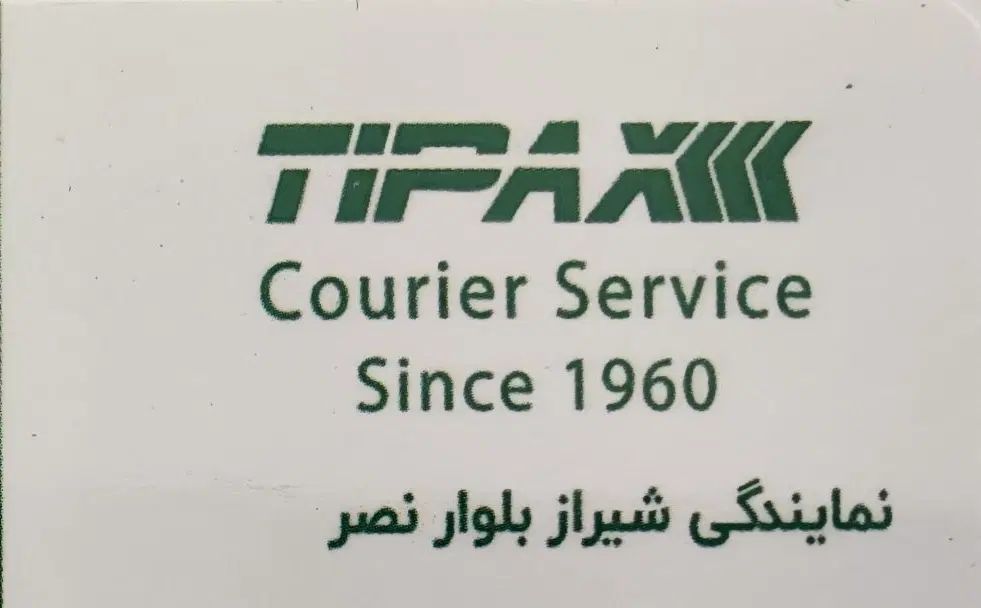 TIPAX
Courier Service
Since 1960
نمایندگی شیراز بلوار نصر